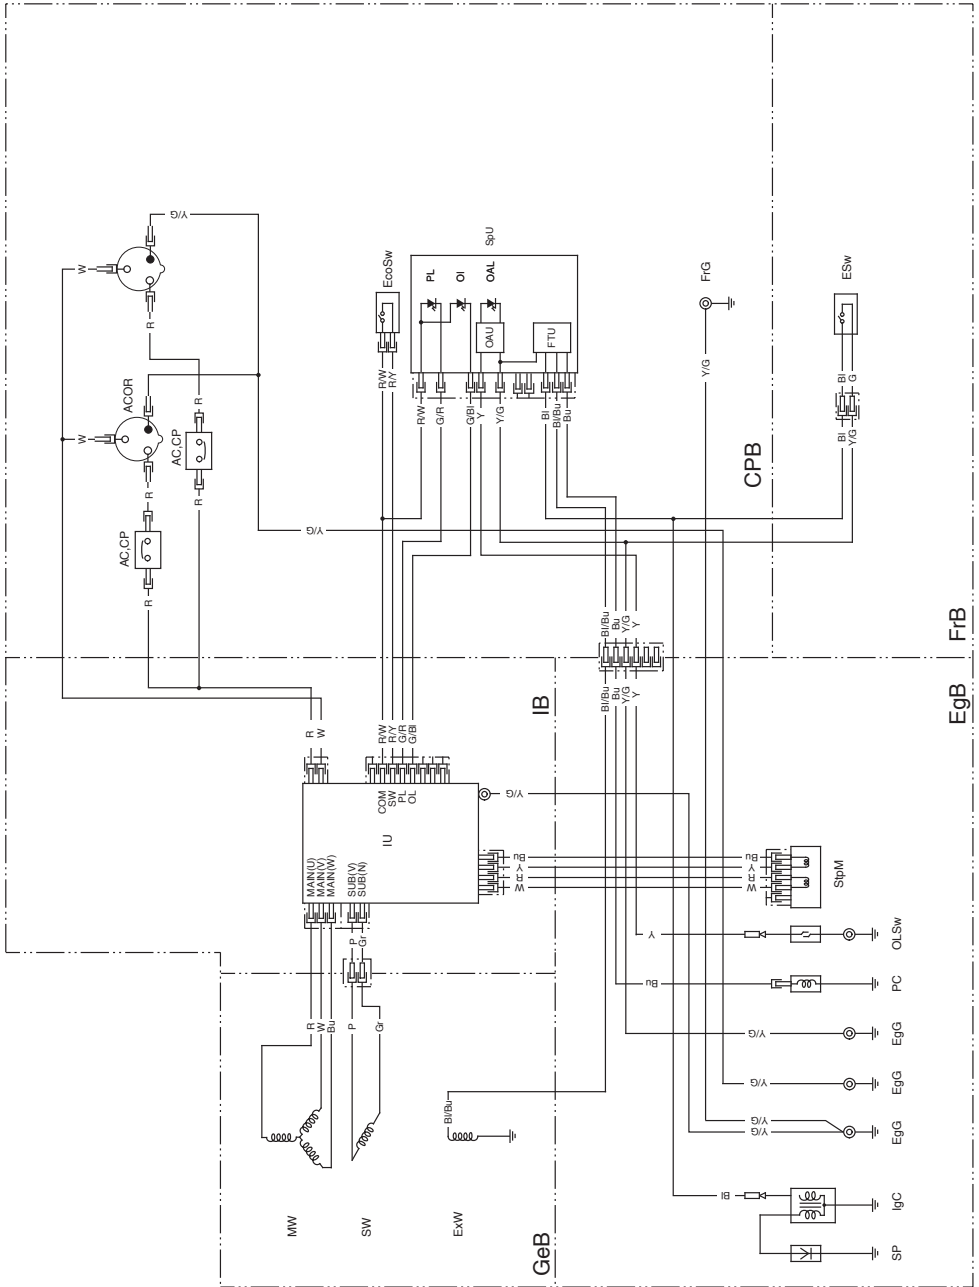 W
Y/G
R
W
ACOR
R
R
R
AC,CP
AC,CP
R
R
Y/G
EcoSw
R/W
R/Y
SpU
PL
OI
OAL
OAU
FTU
R/W
G/R
G/Bl
Y
Y/G
Bl
Bl/Bu
Bu
FrG
Y/G
ESw
Bl
G
Bl
Y/G
CPB
FrB
Bl/Bu
Bu
Y/G
Y
Bl/Bu
Bu
Y/G
Y
EgB
IB
R
W
R/W
R/Y
G/R
G/Bl
COM
SW
PL
OL
IU
MAIN(U)
MAIN(V)
MAIN(W)
SUB(V)
SUB(N)
Y/G
Bu
Y
R
W
Bu
Y
R
W
StpM
P
Gr
R
W
Bu
P
Gr
Bl/Bu
MW
SW
ExW
GeB
Y
OLSw
Bu
PC
Y/G
EgG
Y/G
EgG
Y/G
Y/G
EgG
Bl
IgC
SP